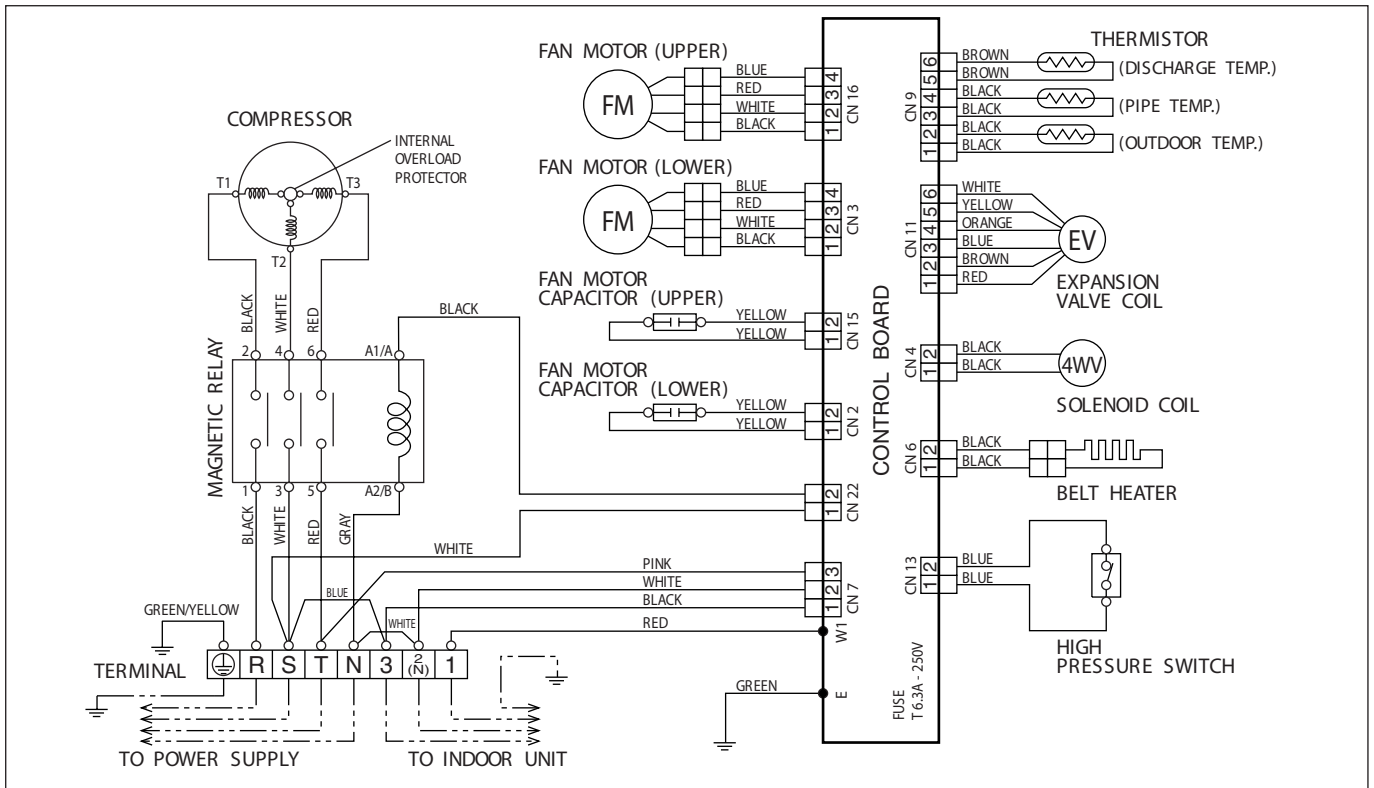 COMPRESSOR
INTERNAL
OVERLOAD
PROTECTOR
T1
T3
T2
BLACK
WHITE
RED
BLACK
2
4
6
A1/A
MAGNETIC RELAY
1
3
5
A2/B
BLACK
WHITE
RED
GRAY
WHITE
BLUE
WHITE
GREEN/YELLOW
TERMINAL
R
S
T
N
3
2
(N)
1
TO POWER SUPPLY
TO INDOOR UNIT
FAN MOTOR (UPPER)
FM
BLUE
RED
WHITE
BLACK
4
3
2
1
CN 16
FAN MOTOR (LOWER)
FM
BLUE
RED
WHITE
BLACK
4
3
2
1
CN 3
FAN MOTOR
CAPACITOR (UPPER)
YELLOW
YELLOW
2
1
CN 15
FAN MOTOR
CAPACITOR (LOWER)
YELLOW
YELLOW
2
1
CN 2
2
1
CN 22
PINK
WHITE
BLACK
3
2
1
CN 7
RED
W1
GREEN
E
CONTROL BOARD
FUSE
T 6.3A - 250V
THERMISTOR
CN 9
6
5
4
3
2
1
BROWN
BROWN
BLACK
BLACK
BLACK
BLACK
(DISCHARGE TEMP.)
(PIPE TEMP.)
(OUTDOOR TEMP.)
CN 11
6
5
4
3
2
1
WHITE
YELLOW
ORANGE
BLUE
BROWN
RED
EV
EXPANSION
VALVE COIL
CN 4
2
1
BLACK
BLACK
4WV
SOLENOID COIL
CN 6
2
1
BLACK
BLACK
BELT HEATER
CN 13
2
1
BLUE
BLUE
HIGH
PRESSURE SWITCH